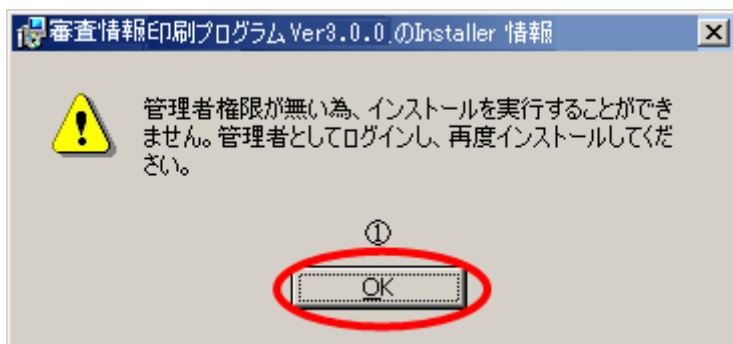 審査情報印刷プログラム Ver3.0.0.のInstaller 情報
管理者権限が無い為、インストールを実行することができ
ません。管理者としてログインし、再度インストールしてくだ
さい。
①
OK